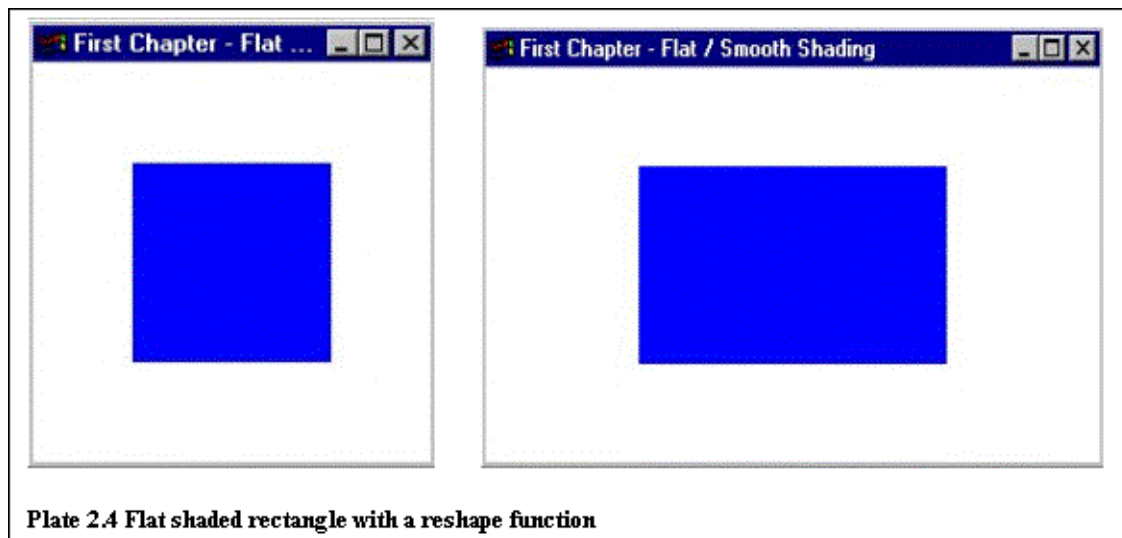 First Chapter - Flat ...
First Chapter - Flat / Smooth Shading
Plate 2.4 Flat shaded rectangle with a reshape function